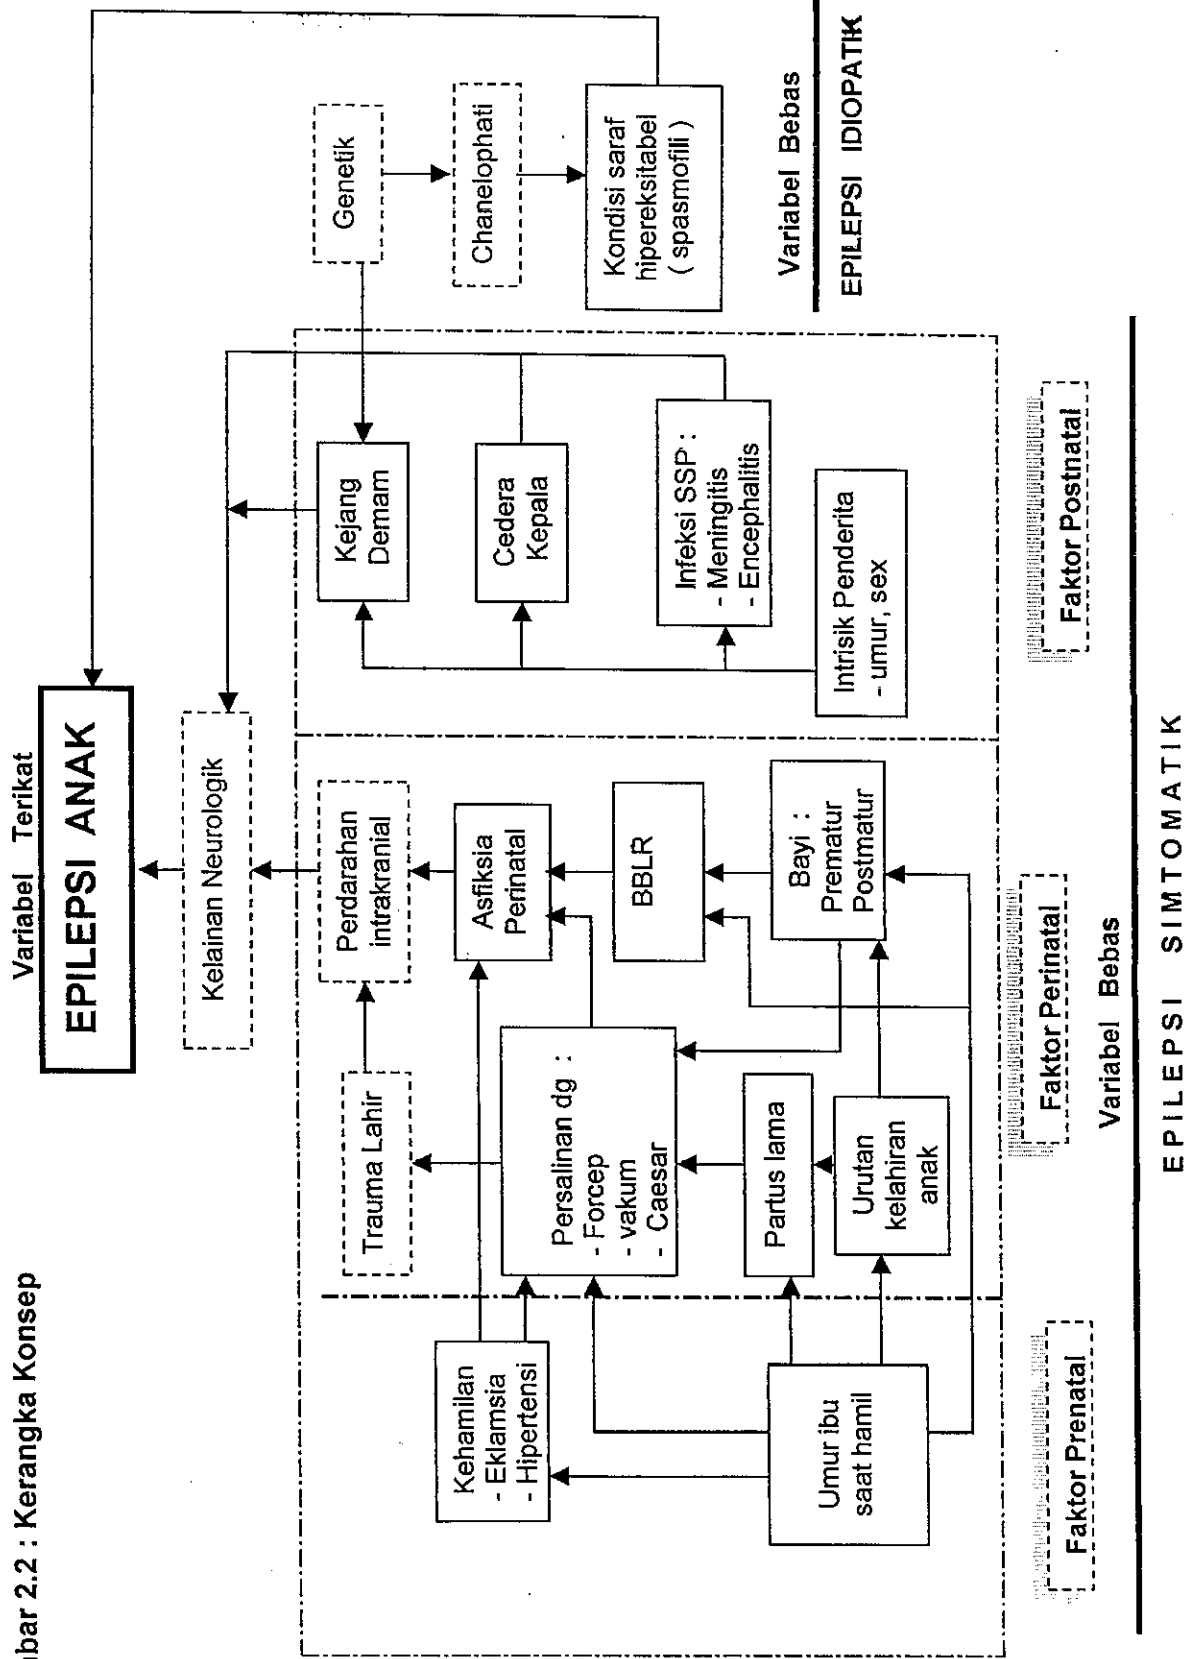 bar 2.2 : Kerangka Konsep
Variabel Terikat
EPILEPSI ANAK
Kelainan Neurologik
Trauma Lahir
Perdarahan
intrakranial
Kejang
Demam
Genetik
Kehamilan
- Eklamsia
- Hipertensi
Asfiksia
Perinatal
Cedera
Kepala
Chanelophati
Persalinan dg :
- Forcep
- vakum
- Caesar
BBLR
Infeksi SSP :
- Meningitis
- Encephalitis
Kondisi saraf
hipereksitabel
( spasmofili )
Umur ibu
saat hamil
Partus lama
Urutan
kelahiran
anak
Bayi :
Prematur
Postmatur
Intrisik Penderita
- umur, sex
Variabel Bebas
EPILEPSI IDIOPATIK
Faktor Prenatal
Faktor Perinatal
Faktor Postnatal
Variabel Bebas
EPILEPSI SIMTOMATIK